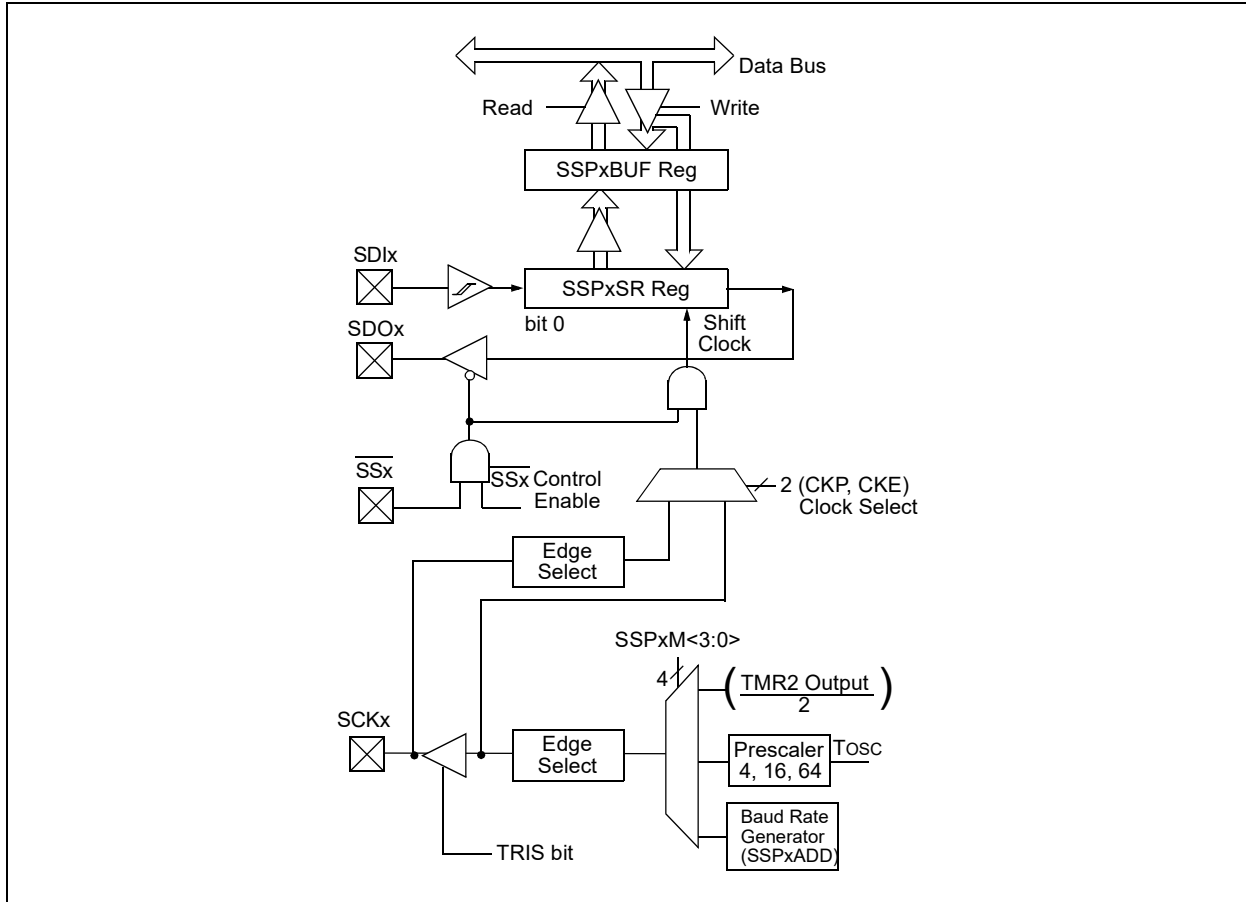 Data Bus
Read
Write
SSPxBUF Reg
SDIx
SSPxSR Reg
bit 0
Shift
Clock
SDOx
SSx
SSx Control
Enable
2 (CKP, CKE)
Clock Select
Edge
Select
SSPxM<3:0>
4
(TMR2 Output)
2
SCKx
Edge
Select
Prescaler
4, 16, 64
TOSC
Baud Rate
Generator
(SSPxADD)
TRIS bit